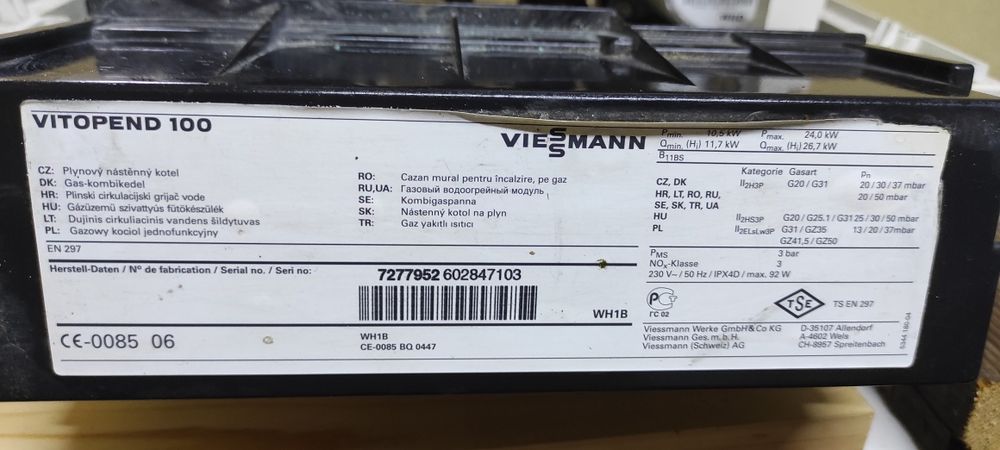 VITOPEND 100
VIESSMANN
CZ: Plynový nástěnný kotel
DK: Gas-kombikedel
HR: Plinski cirkulacijski grijač vode
HU: Gázüzemű szivattyús fűtőkészülék
LT: Dujinis cirkuliacinis vandens šildytuvas
PL: Gazowy kociol jednofunkcyjny
RO: Cazan mural pentru încalzire, pe gaz
RU,UA: Газовый водоогрейный модуль
SE: Kombigaspanna
SK: Nástenný kotol na plyn
TR: Gaz yakıtlı ısıtıcı
EN 297
Herstell-Daten / Nº de fabrication / Serial no. / Seri no:
7277952 602847103
WH1B
CE-0085 06
WH1B
CE-0085 BQ 0447
Pmin. 10,5 kW Pmax. 24,0 kW
Qmin. (Hi) 11,7 kW Qmax. (Hi) 26,7 kW
B11BS
Kategorie Gasart Pn
CZ, DK II2H3P G20 / G31 20 / 30 / 37 mbar
HR, LT, RO, RU, 20 / 50 mbar
SE, SK, TR, UA
HU II2HS3P G20 / G25.1 / G31 25 / 30 / 50 mbar
PL II2ELsLw3P G31 / GZ35 13 / 20 / 37mbar
GZ41,5 / GZ50
PMS 3 bar
NOx-Klasse 3
230 V~ / 50 Hz / IPX4D / max. 92 W
ГС 02
TSE
TS EN 297
Viessmann Werke GmbH & Co KG D-35107 Allendorf
Viessmann Ges. m. b. H. A-4602 Wels
Viessmann (Schweiz) AG CH-8957 Spreitenbach
5344 180-04